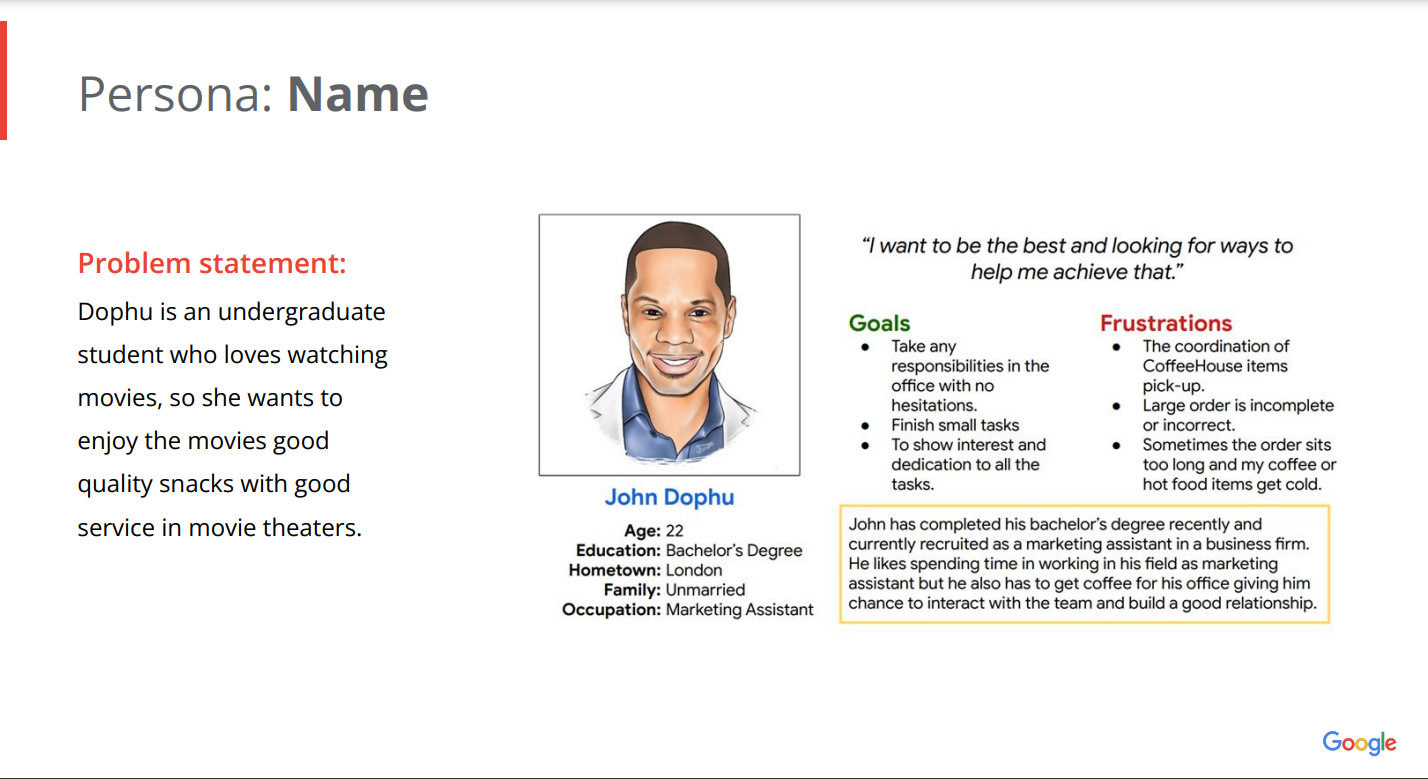 Persona: Name
Problem statement:
Dophu is an undergraduate
student who loves watching
movies, so she wants to
enjoy the movies good
quality snacks with good
service in movie theaters.
John Dophu
Age: 22
Education: Bachelor's Degree
Hometown: London
Family: Unmarried
Occupation: Marketing Assistant
“I want to be the best and looking for ways to
help me achieve that.”
Goals
● Take any
responsibilities in the
office with no
hesitations.
● Finish small tasks
● To show interest and
dedication to all the
tasks.
Frustrations
● The coordination of
CoffeeHouse items
pick-up.
● Large order is incomplete
or incorrect.
● Sometimes the order sits
too long and my coffee or
hot food items get cold.
John has completed his bachelor's degree recently and
currently recruited as a marketing assistant in a business firm.
He likes spending time in working in his field as marketing
assistant but he also has to get coffee for his office giving him
chance to interact with the team and build a good relationship.
Google